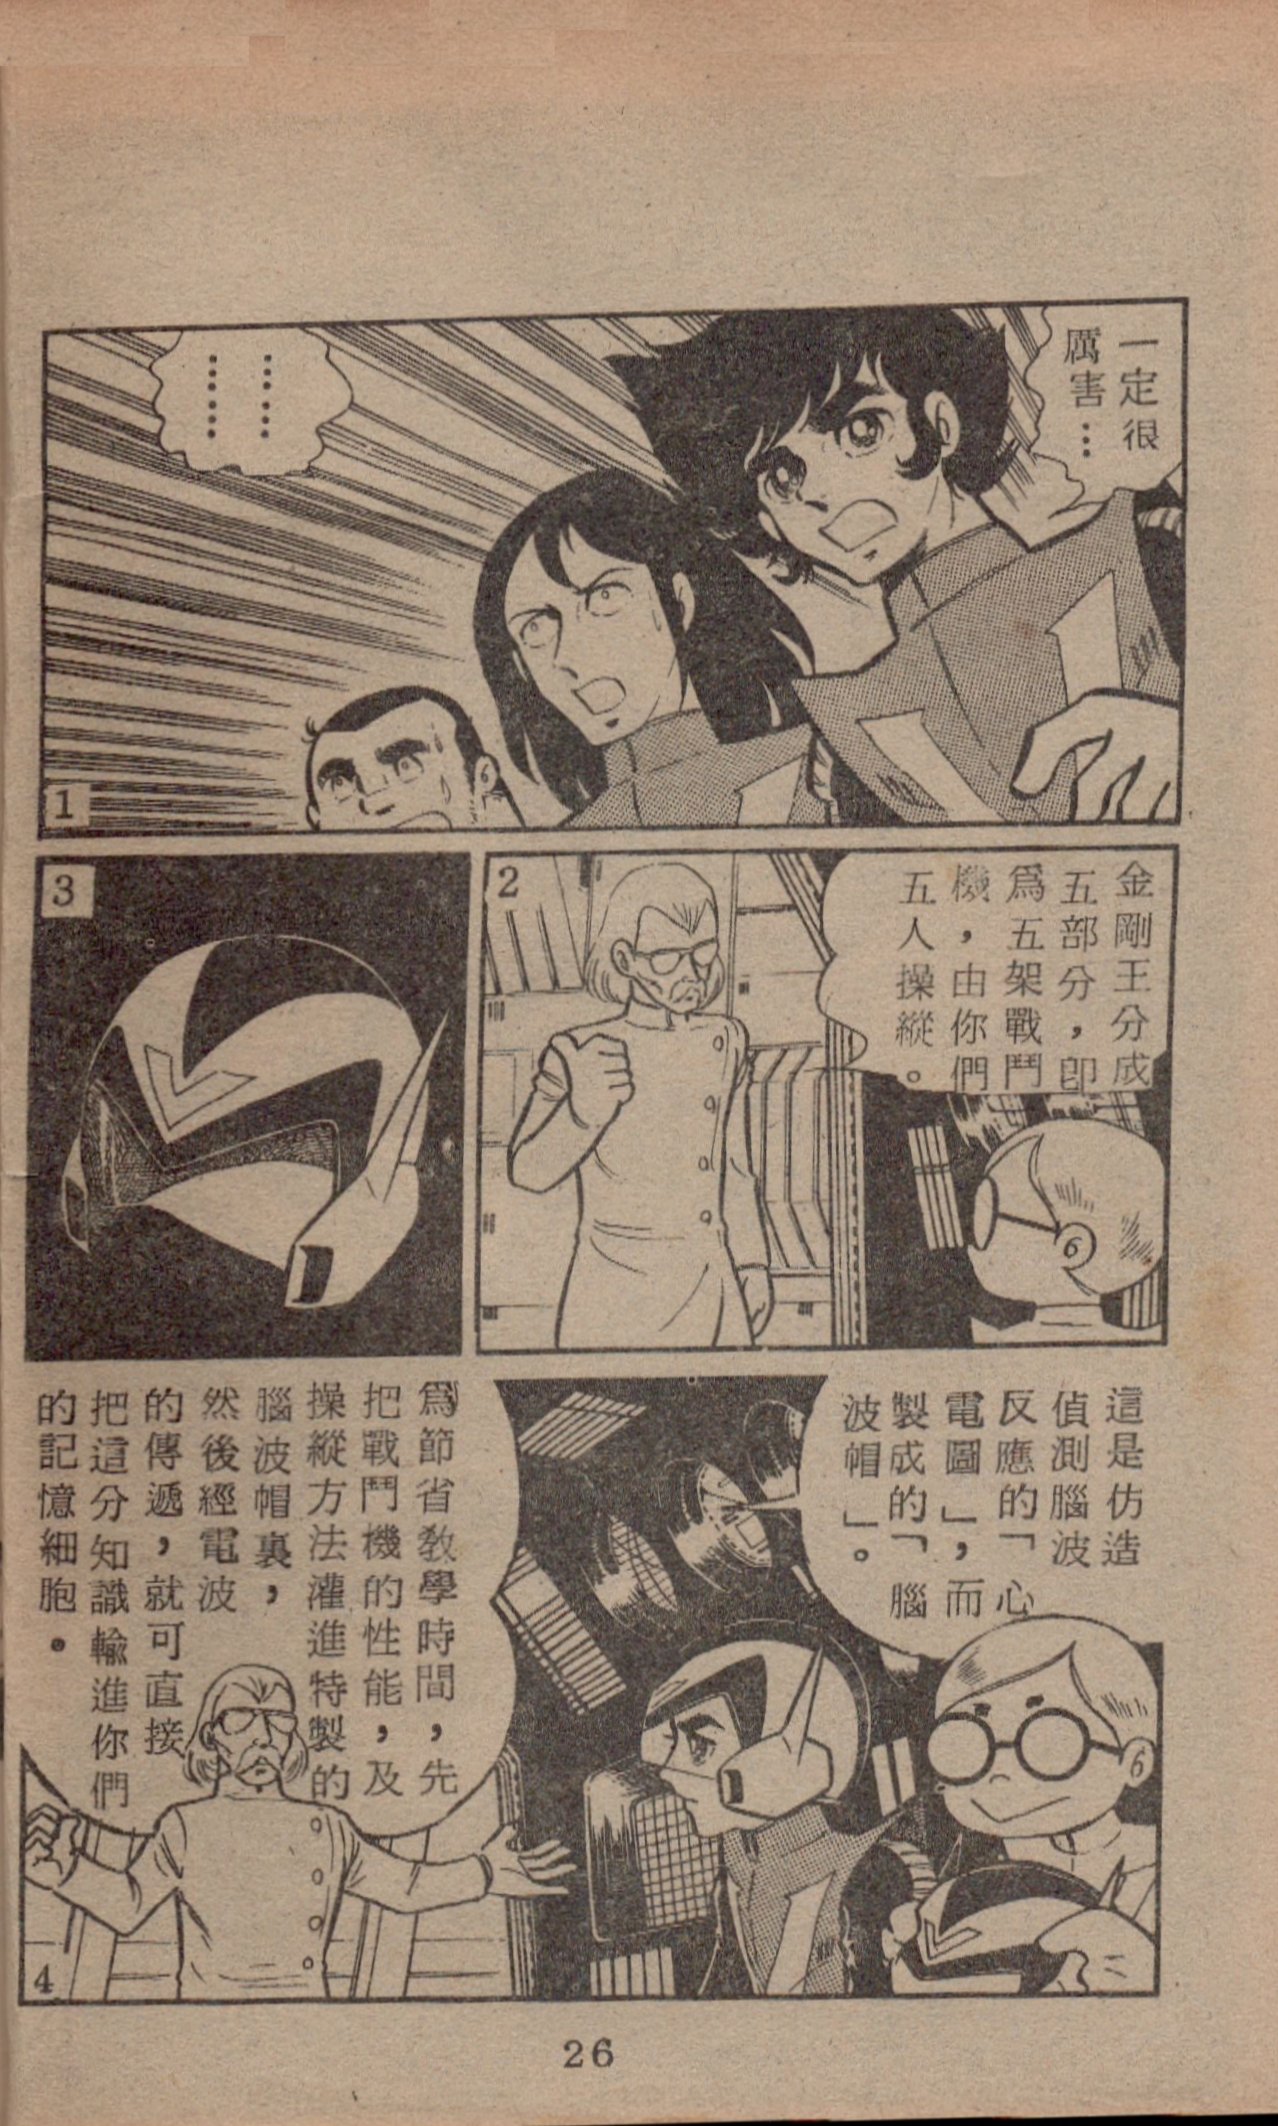 一定很
厲害…
………
………
1
2
金剛王分成
五部分，即
爲五架戰鬥
機，由你們
五人操縱。
3
這是仿造
偵測腦波
反應的「心
電圖」，而
製成的「腦
波帽」。
爲節省教學時間，先
把戰鬥機的性能，及
操縱方法灌進特製的
腦波帽裏，
然後經電波
的傳遞，就可直接
把這分知識輸進你們
的記憶細胞。
4
26